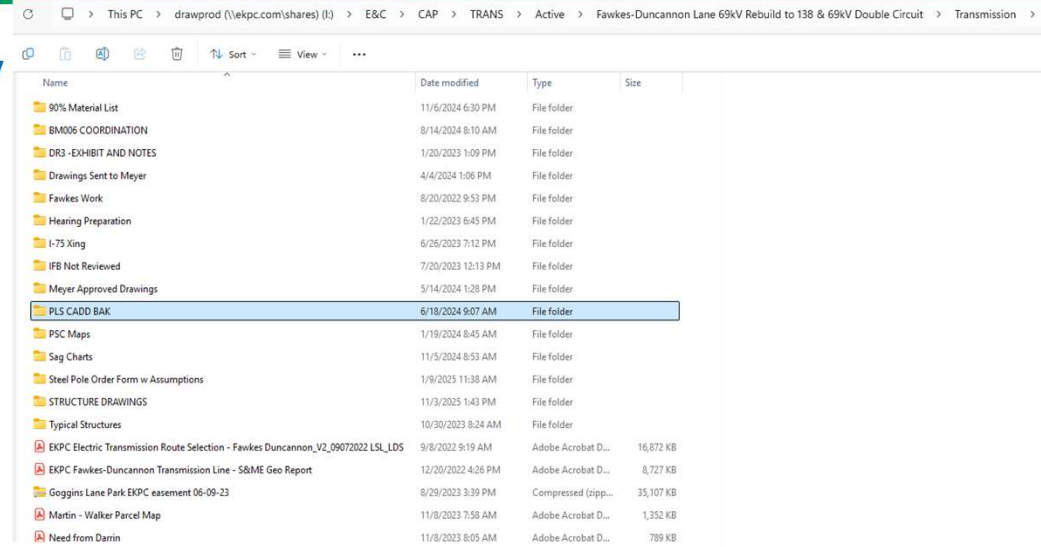 This PC > drawprod (\\ekpc.com\shares) (I:) > E&C > CAP > TRANS > Active > Fawkes-Duncannon Lane 69kV Rebuild to 138 & 69kV Double Circuit > Transmission >
Sort View ...
Name Date modified Type Size
90% Material List 11/6/2024 6:30 PM File folder
BM006 COORDINATION 8/14/2024 8:10 AM File folder
DR3 -EXHIBIT AND NOTES 1/20/2023 1:09 PM File folder
Drawings Sent to Meyer 4/4/2024 1:06 PM File folder
Fawkes Work 8/20/2022 9:53 PM File folder
Hearing Preparation 1/22/2023 6:45 PM File folder
I-75 Xing 6/26/2023 7:12 PM File folder
IFB Not Reviewed 7/20/2023 12:13 PM File folder
Meyer Approved Drawings 5/14/2024 1:28 PM File folder
PLS CADD BAK 6/18/2024 9:07 AM File folder
PSC Maps 1/19/2024 8:45 AM File folder
Sag Charts 11/5/2024 8:53 AM File folder
Steel Pole Order Form w Assumptions 1/9/2025 11:38 AM File folder
STRUCTURE DRAWINGS 11/3/2025 1:43 PM File folder
Typical Structures 10/30/2023 8:24 AM File folder
EKPC Electric Transmission Route Selection - Fawkes Duncannon_V2_09072022 LSL_LDS 9/8/2022 9:19 AM Adobe Acrobat D... 16,872 KB
EKPC Fawkes-Duncannon Transmission Line - S&ME Geo Report 12/20/2022 4:26 PM Adobe Acrobat D... 8,727 KB
Goggins Lane Park EKPC easement 06-09-23 8/29/2023 3:39 PM Compressed (zipp... 35,107 KB
Martin - Walker Parcel Map 11/8/2023 7:58 AM Adobe Acrobat D... 1,352 KB
Need from Darrin 11/8/2023 8:05 AM Adobe Acrobat D... 789 KB